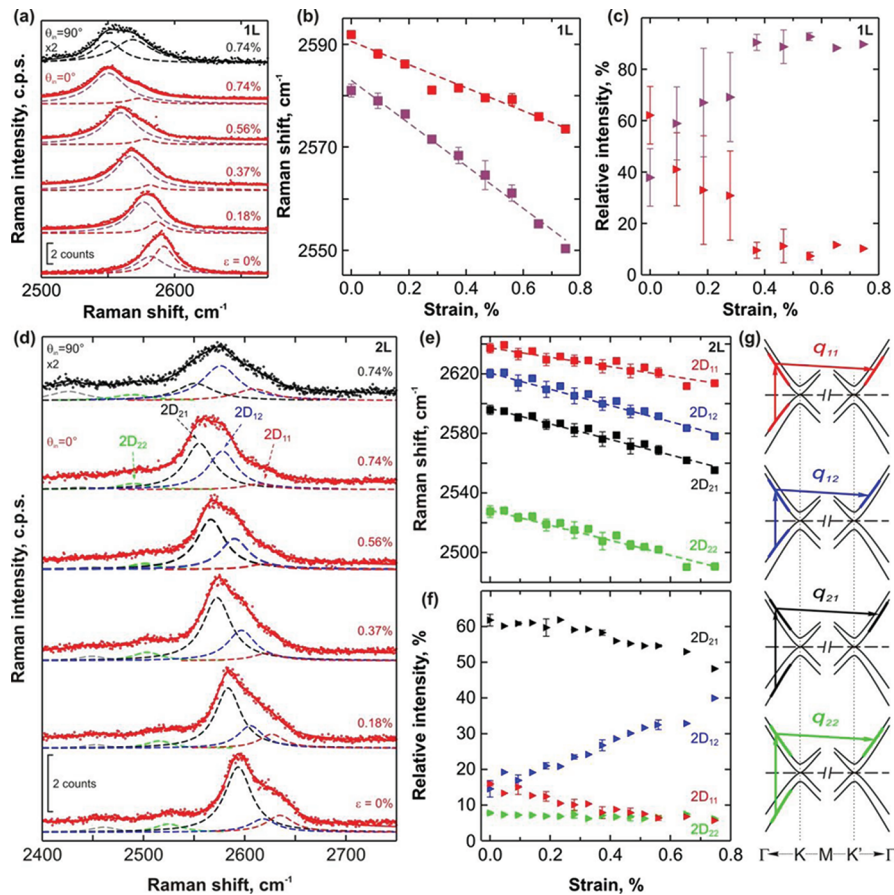 (a)
1L
θin=90°
x2
0.74%
θin=0°
0.74%
0.56%
0.37%
0.18%
2 counts
ε = 0%
Raman intensity, c.p.s.
2500
2600
Raman shift, cm-1
(b)
1L
2590
2570
2550
Raman shift, cm-1
0.0 0.2 0.4 0.6 0.8
Strain, %
(c)
1L
80
60
40
20
0
Relative intensity, %
0.0 0.2 0.4 0.6 0.8
Strain, %
(d)
2L
θin=90°
x2
0.74%
2D21
2D12
θin=0°
2D22
2D11
0.74%
0.56%
0.37%
0.18%
2 counts
ε = 0%
Raman intensity, c.p.s.
2400 2500 2600 2700
Raman shift, cm-1
(e)
2D11
2D12
2D21
2D22
2620
2580
2540
2500
Raman shift, cm-1
(f)
2D21
2D12
2D11
2D22
60
50
40
30
20
10
0
Relative intensity, %
0.0 0.2 0.4 0.6 0.8
Strain, %
(g)
q11
q12
q21
q22
Γ K M K' Γ